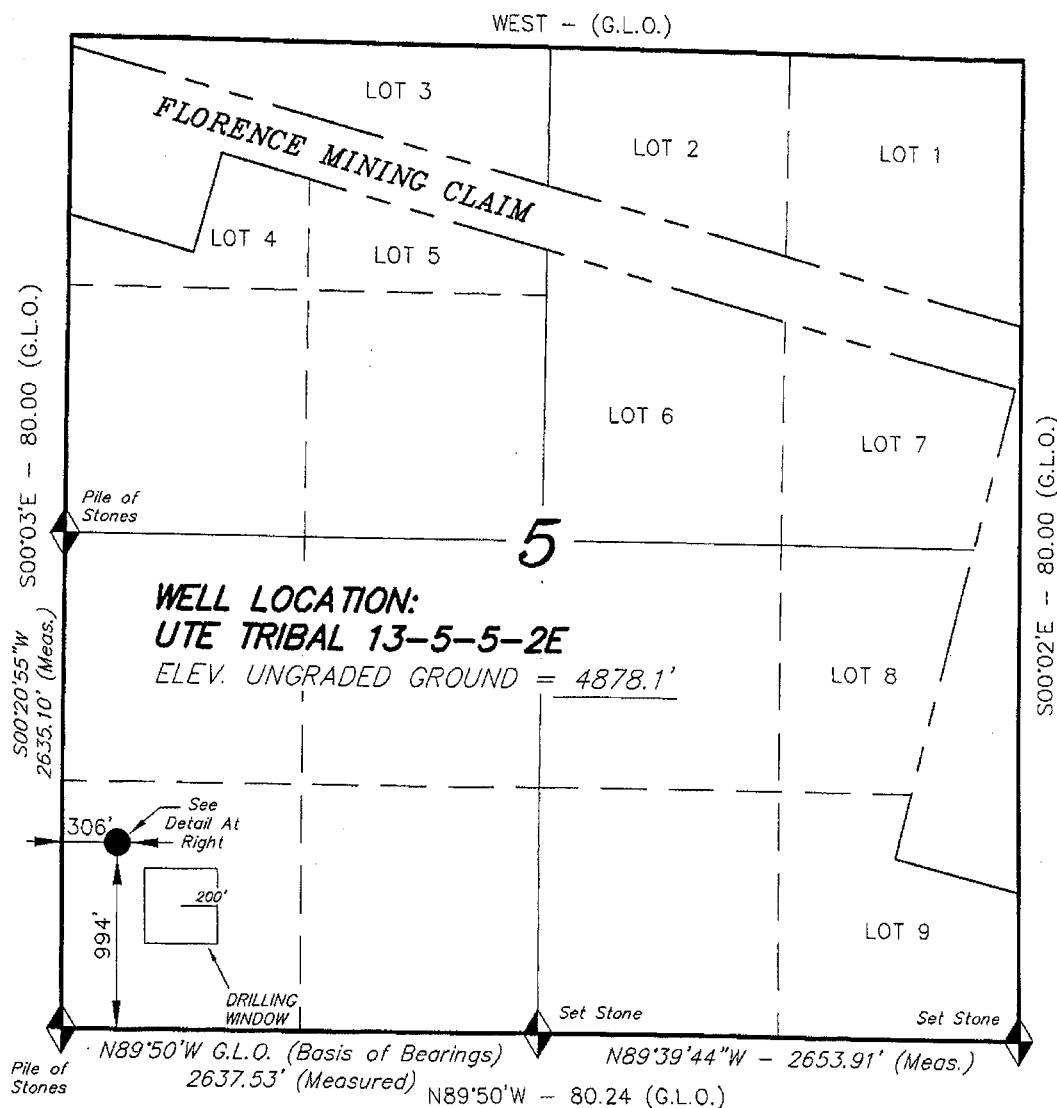 WEST - (G.L.O.)
LOT 3
LOT 2
LOT 1
FLORENCE MINING CLAIM
LOT 4
LOT 5
S00°03'E - 80.00 (G.L.O.)
S00°02'E - 80.00 (G.L.O.)
LOT 6
LOT 7
Pile of
Stones
5
WELL LOCATION:
UTE TRIBAL 13-5-5-2E
ELEV. UNGRADED GROUND = 4878.1'
S00°20'55"W
2635.10' (Meas.)
LOT 8
See
Detail At
Right
306'
200'
994'
LOT 9
DRILLING
WINDOW
Set Stone
Set Stone
Pile of
Stones
N89°50'W G.L.O. (Basis of Bearings)
2637.53' (Measured)
N89°39'44"W - 2653.91' (Meas.)
N89°50'W - 80.24 (G.L.O.)